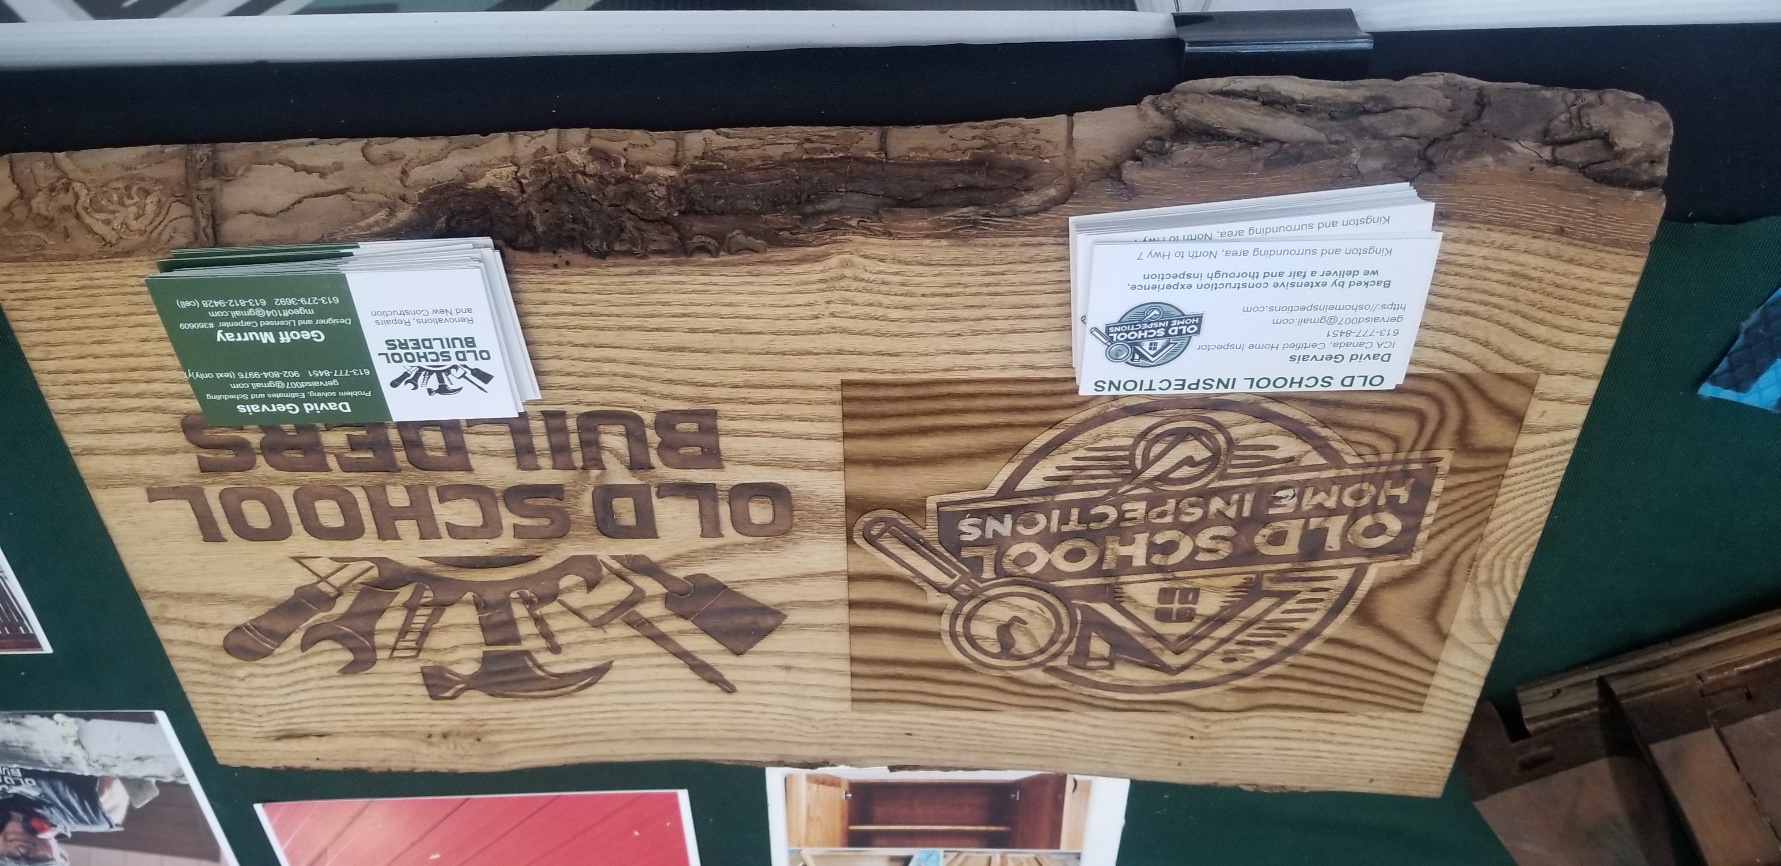 OLD SCHOOL
HOME INSPECTIONS
OLD SCHOOL
BUILDERS
OLD SCHOOL INSPECTIONS
David Gervais
ICA Canada, Certified Home Inspector
613-777-8451
gervaisd007@gmail.com
https://oshomeinspections.com
OLD SCHOOL
HOME INSPECTIONS
Backed by extensive construction experience,
we deliver a fair and thorough inspection
Kingston and surrounding area, North to Hwy 7
Kingston and surrounding area, North to Hwy 7
OLD SCHOOL
BUILDERS
Renovations, Repairs
and New Construction
David Gervais
Problem solving, Estimates and Scheduling
gervaisd007@gmail.com
613-777-8451 902-804-9976 (text only)
Geoff Murray
Designer and Licensed Carpenter #360609
mgeoff104@gmail.com
613-279-3692 613-812-9428 (cell)